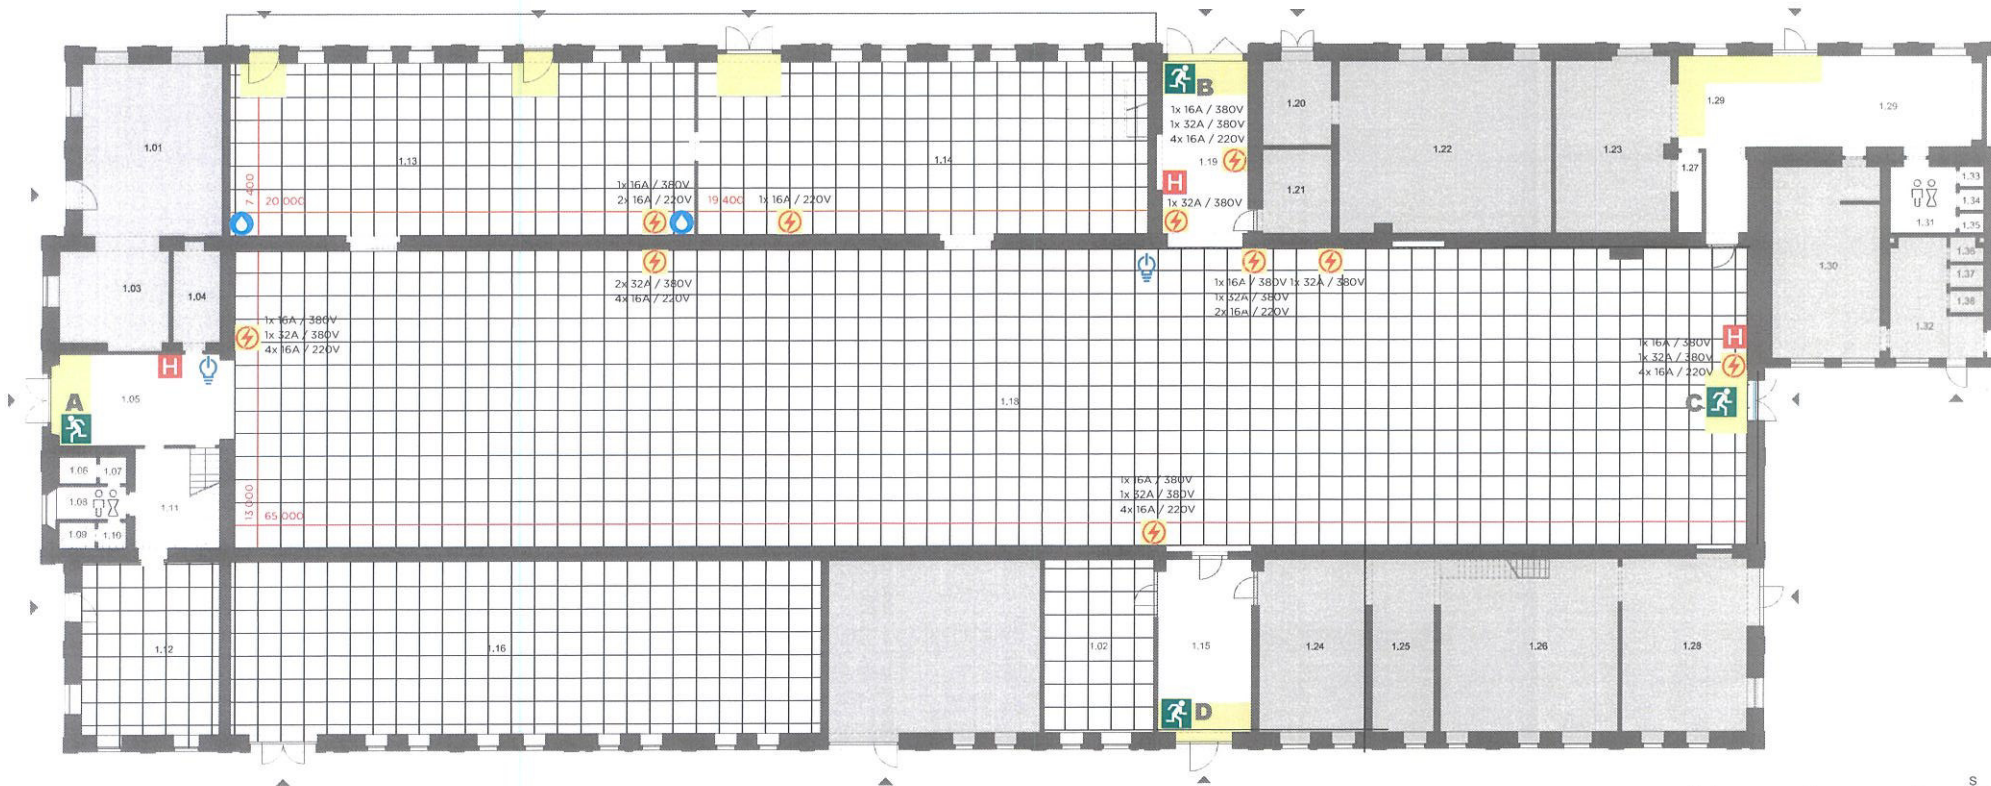 B
1x 16A / 380V
1x 32A / 380V
4x 16A / 220V
1.19
H
1x 32A / 380V
1.20
1.21
1.22
1.23
1.29
1.29
1.27
1.33
1.34
1.35
1.31
1.36
1.37
1.38
1.30
1.32
1.01
1.13
7 400
20 000
1x 16A / 380V
2x 16A / 220V
19 400
1x 16A / 220V
1.14
1.03
1.04
2x 32A / 380V
4x 16A / 220V
1x 16A / 380V
1x 32A / 380V
4x 16A / 220V
1x 16A / 380V
1x 32A / 380V
2x 16A / 220V
1x 32A / 380V
H
1x 16A / 380V
1x 32A / 380V
4x 16A / 220V
C
H
A
1.05
1.18
1.06
1.07
1.08
1.09
1.10
1.11
13 000
65 000
1x 16A / 380V
1x 32A / 380V
4x 16A / 220V
1.12
1.16
1.02
1.15
D
1.24
1.25
1.26
1.28
S